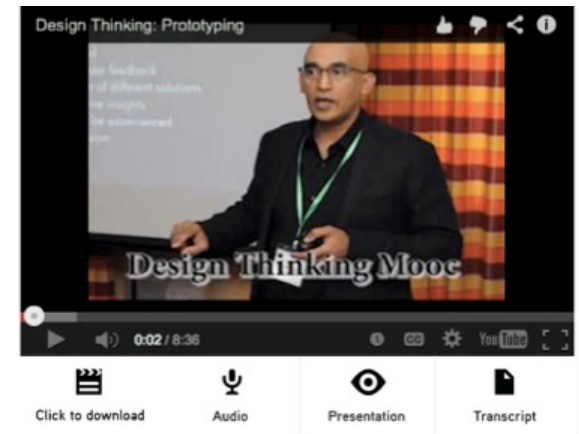 Design Thinking: Prototyping
feedback
of different solutions
insights
be experienced
Design Thinking Mooc
0:02 / 8:36
CC
YouTube
Click to download
Audio
Presentation
Transcript